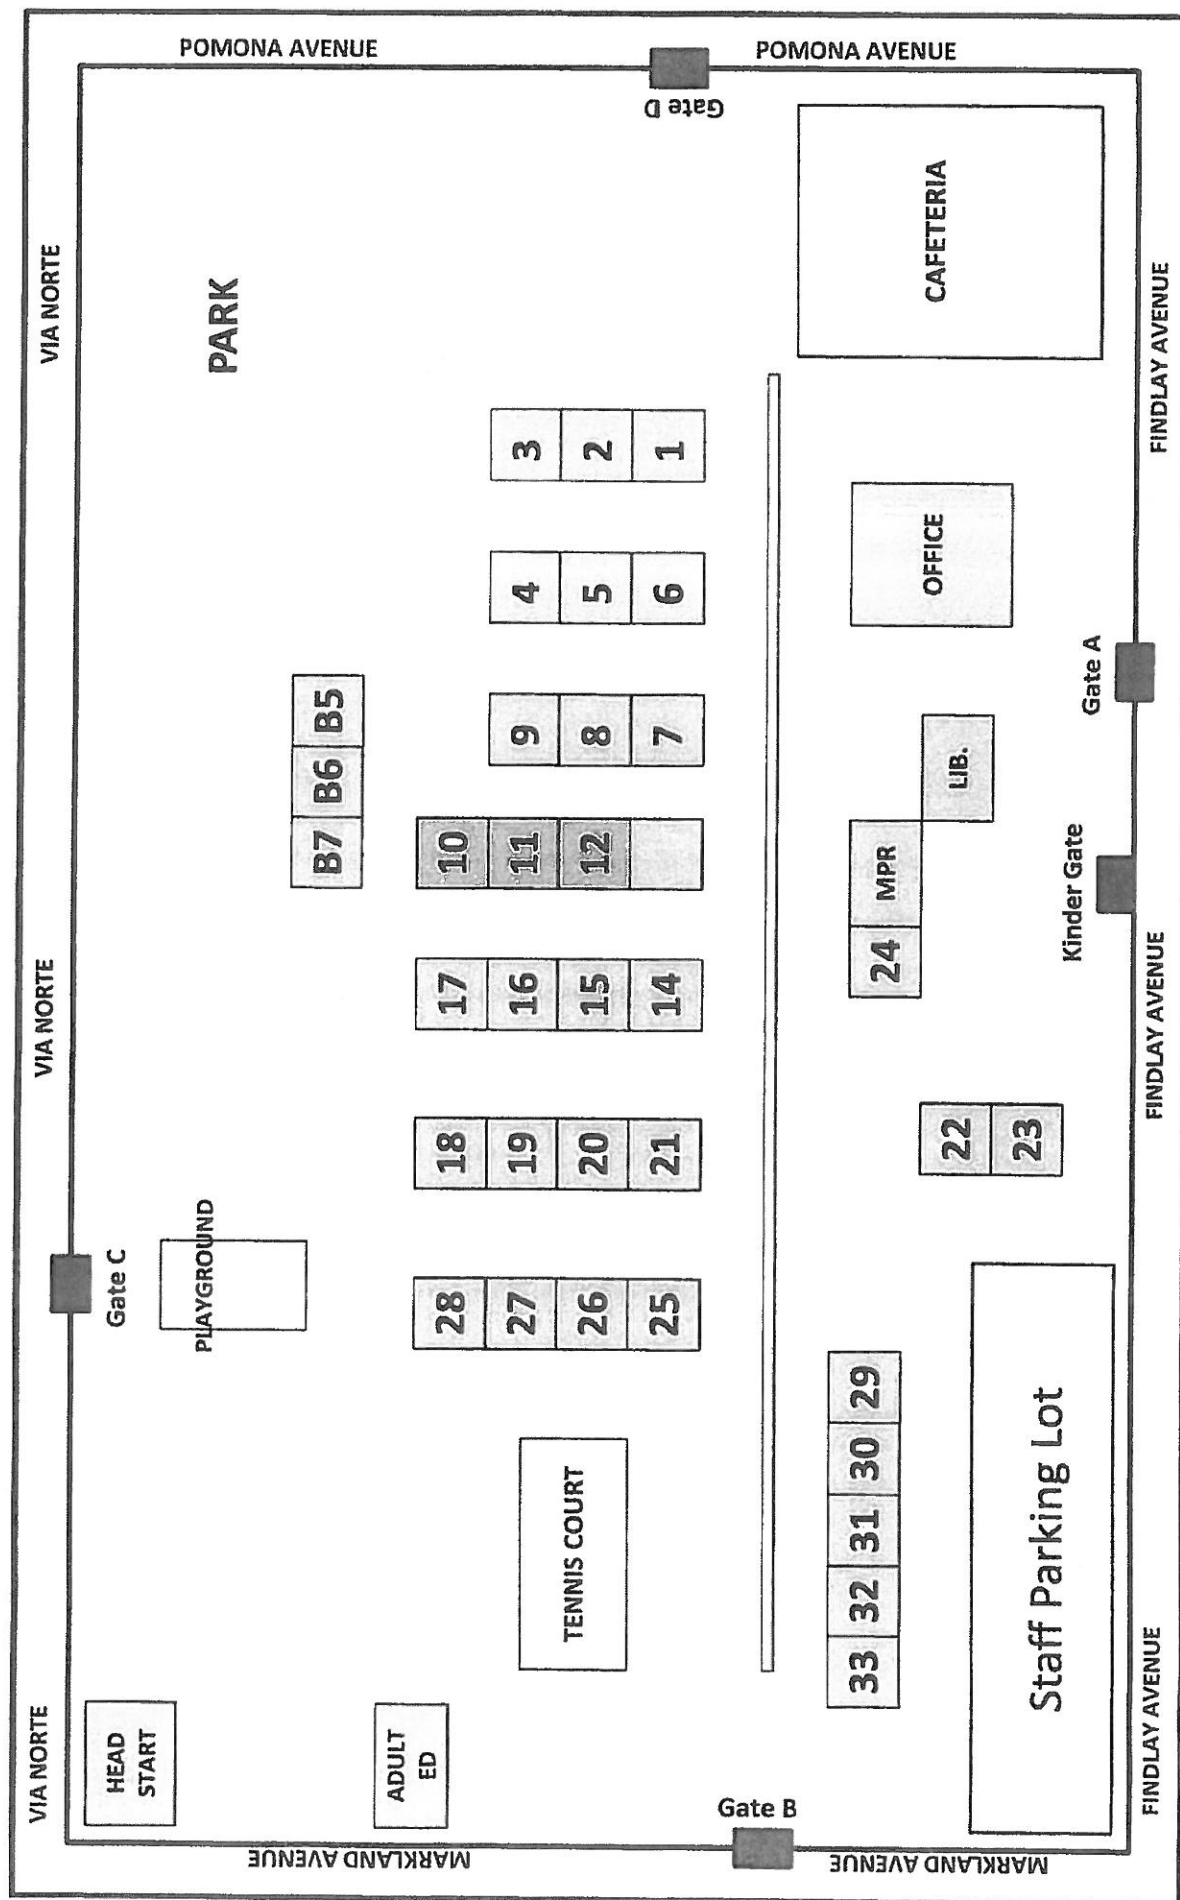 VIA NORTE
VIA NORTE
VIA NORTE
HEAD
START
Gate C
PLAYGROUND
PARK
POMONA AVENUE
MARKLAND AVENUE
B7 B6 B5
ADULT
ED
28 18 17 10
27 19 16 11 9 4 3
TENNIS COURT
26 20 15 12 8 5 2
25 21 14 7 6 1
Gate D
Gate B
33 32 31 30 29
24 MPR
22
23
LIB.
OFFICE
CAFETERIA
POMONA AVENUE
MARKLAND AVENUE
Staff Parking Lot
Kinder Gate
Gate A
FINDLAY AVENUE
FINDLAY AVENUE
FINDLAY AVENUE